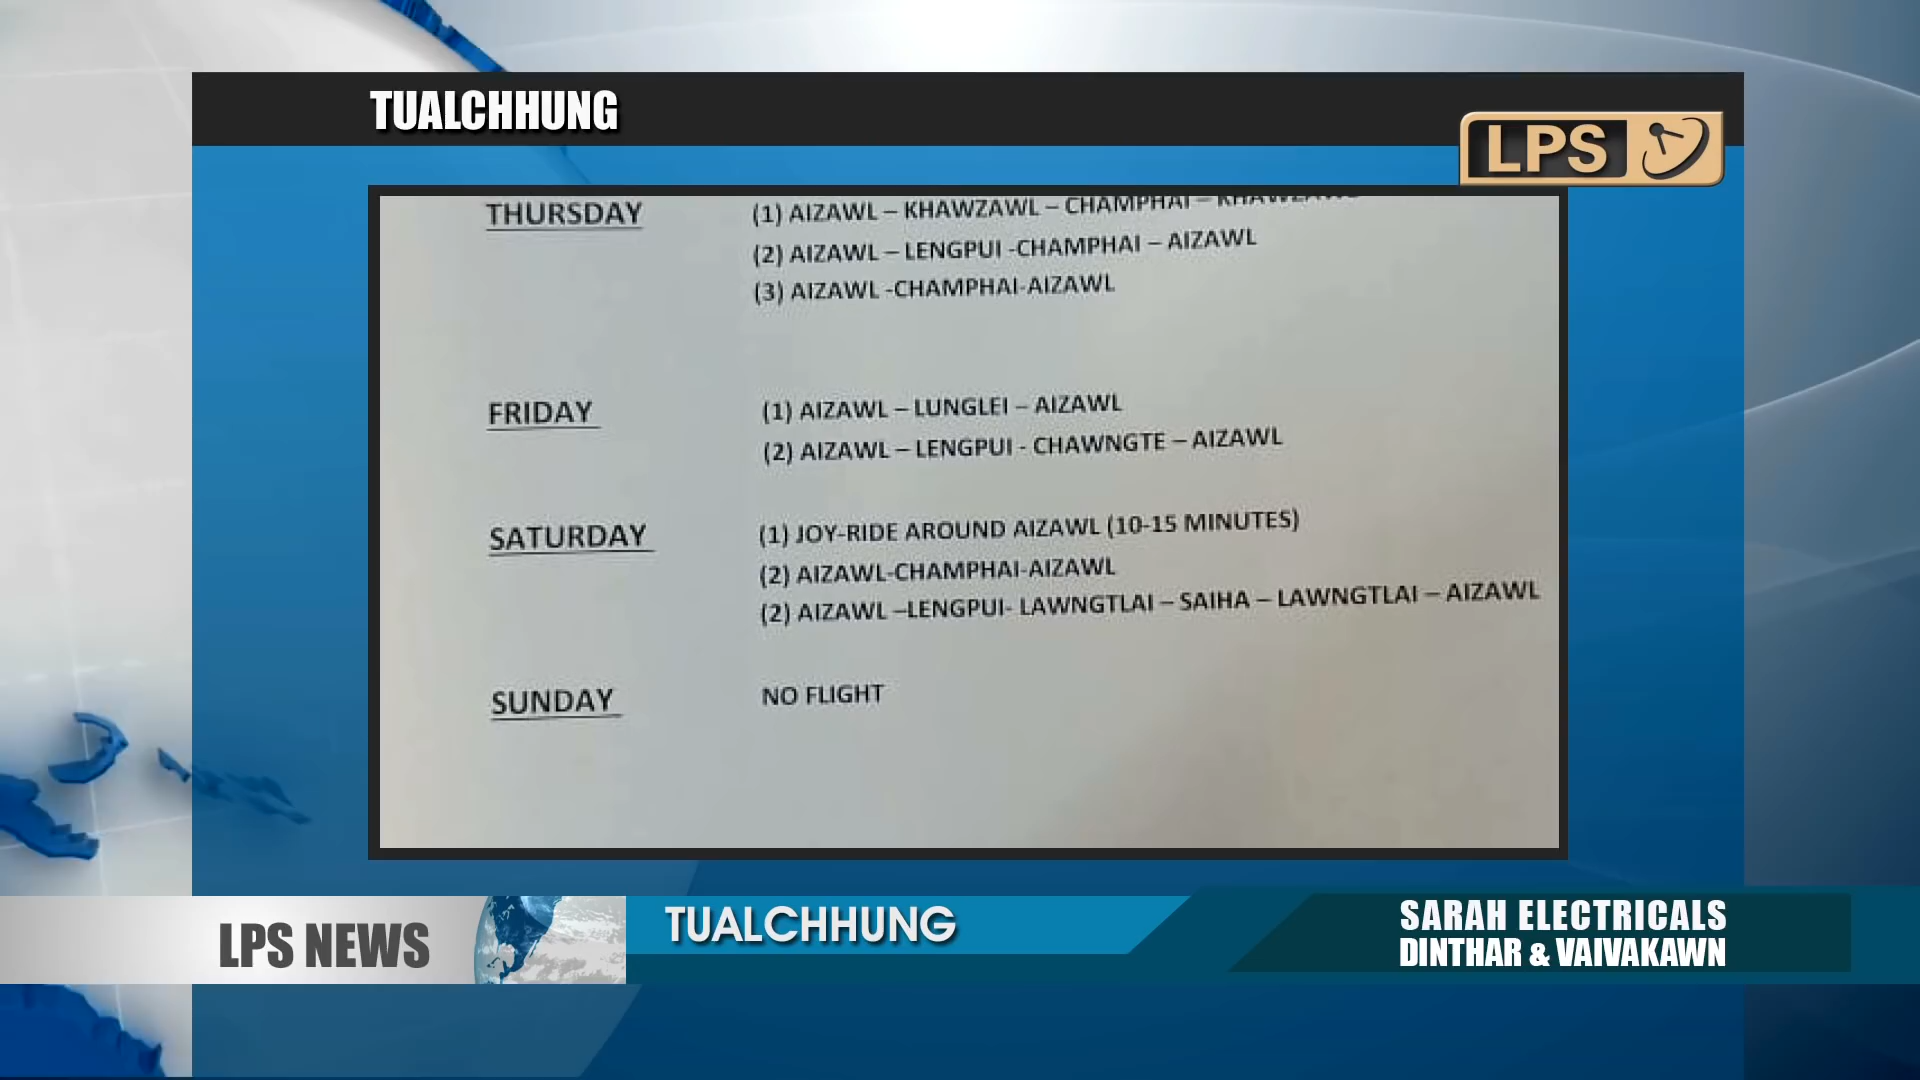 TUALCHHUNG
LPS
THURSDAY (1) AIZAWL – KHAWZAWL – CHAMPHAI –
(2) AIZAWL – LENGPUI -CHAMPHAI – AIZAWL
(3) AIZAWL -CHAMPHAI-AIZAWL
FRIDAY (1) AIZAWL – LUNGLEI – AIZAWL
(2) AIZAWL – LENGPUI - CHAWNGTE – AIZAWL
SATURDAY (1) JOY-RIDE AROUND AIZAWL (10-15 MINUTES)
(2) AIZAWL-CHAMPHAI-AIZAWL
(2) AIZAWL –LENGPUI- LAWNGTLAI – SAIHA – LAWNGTLAI – AIZAWL
SUNDAY NO FLIGHT
LPS NEWS
TUALCHHUNG
SARAH ELECTRICALS
DINTHAR & VAIVAKAWN